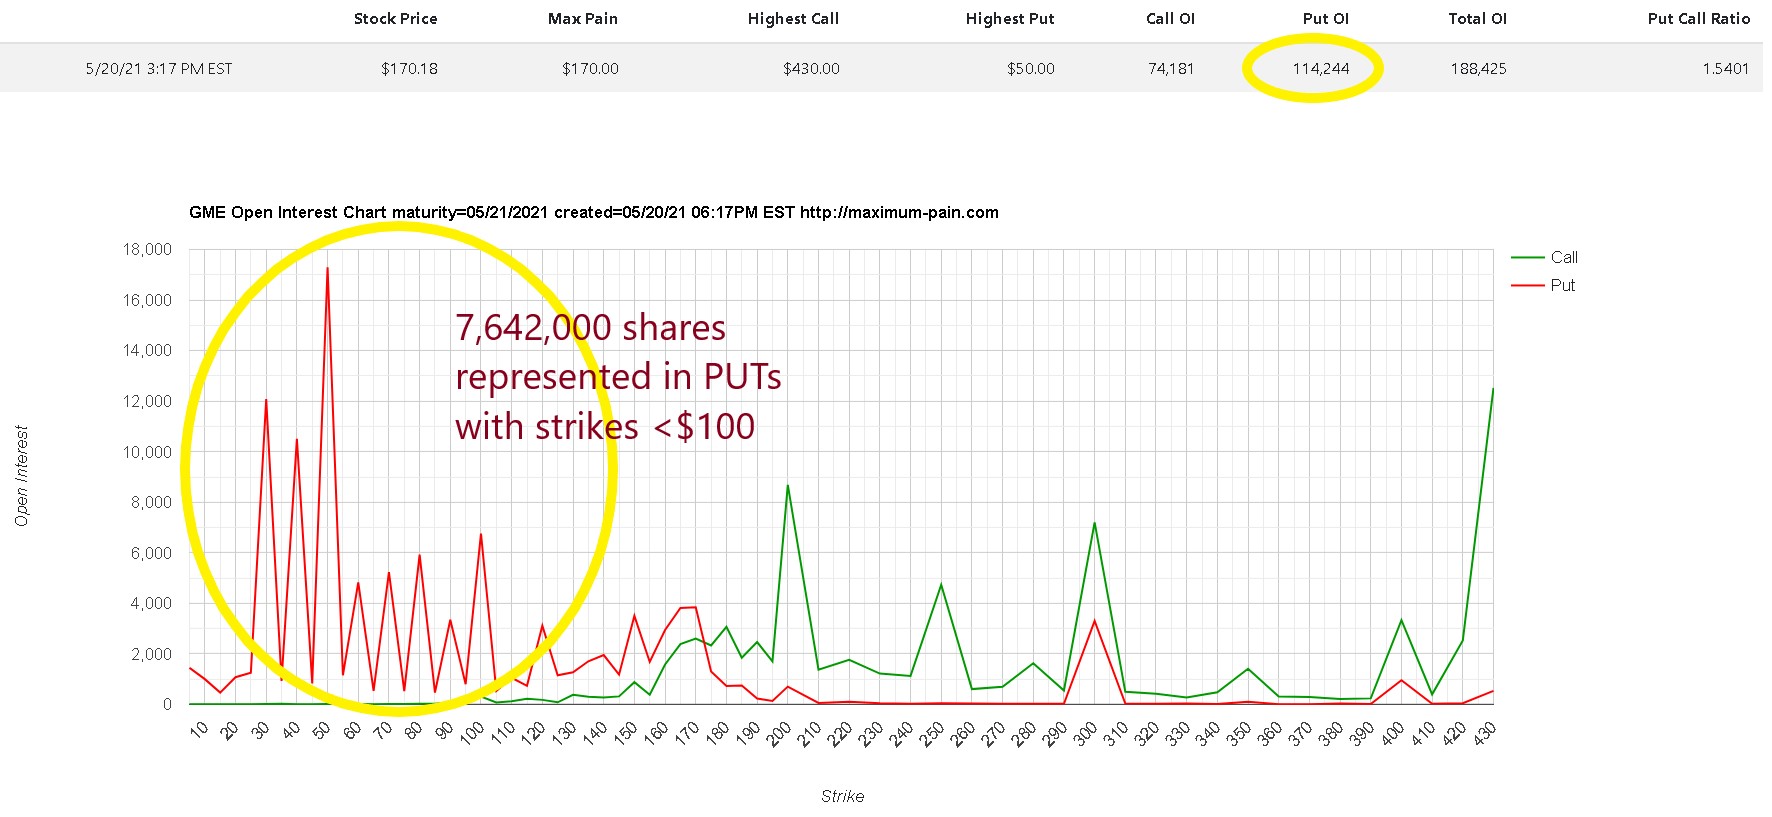 Stock Price Max Pain Highest Call Highest Put Call OI Put OI Total OI Put Call Ratio
5/20/21 3:17 PM EST $170.18 $170.00 $430.00 $50.00 74,181 114,244 188,425 1.5401
GME Open Interest Chart maturity=05/21/2021 created=05/20/21 06:17PM EST http://maximum-pain.com
18,000
16,000
14,000
12,000
10,000
8,000
6,000
4,000
2,000
0
Open Interest
7,642,000 shares
represented in PUTs
with strikes <$100
Call
Put
10 20 30 40 50 60 70 80 90 100 110 120 130 140 150 160 170 180 190 200 210 220 230 240 250 260 270 280 290 300 310 320 330 340 350 360 370 380 390 400 410 420 430
Strike